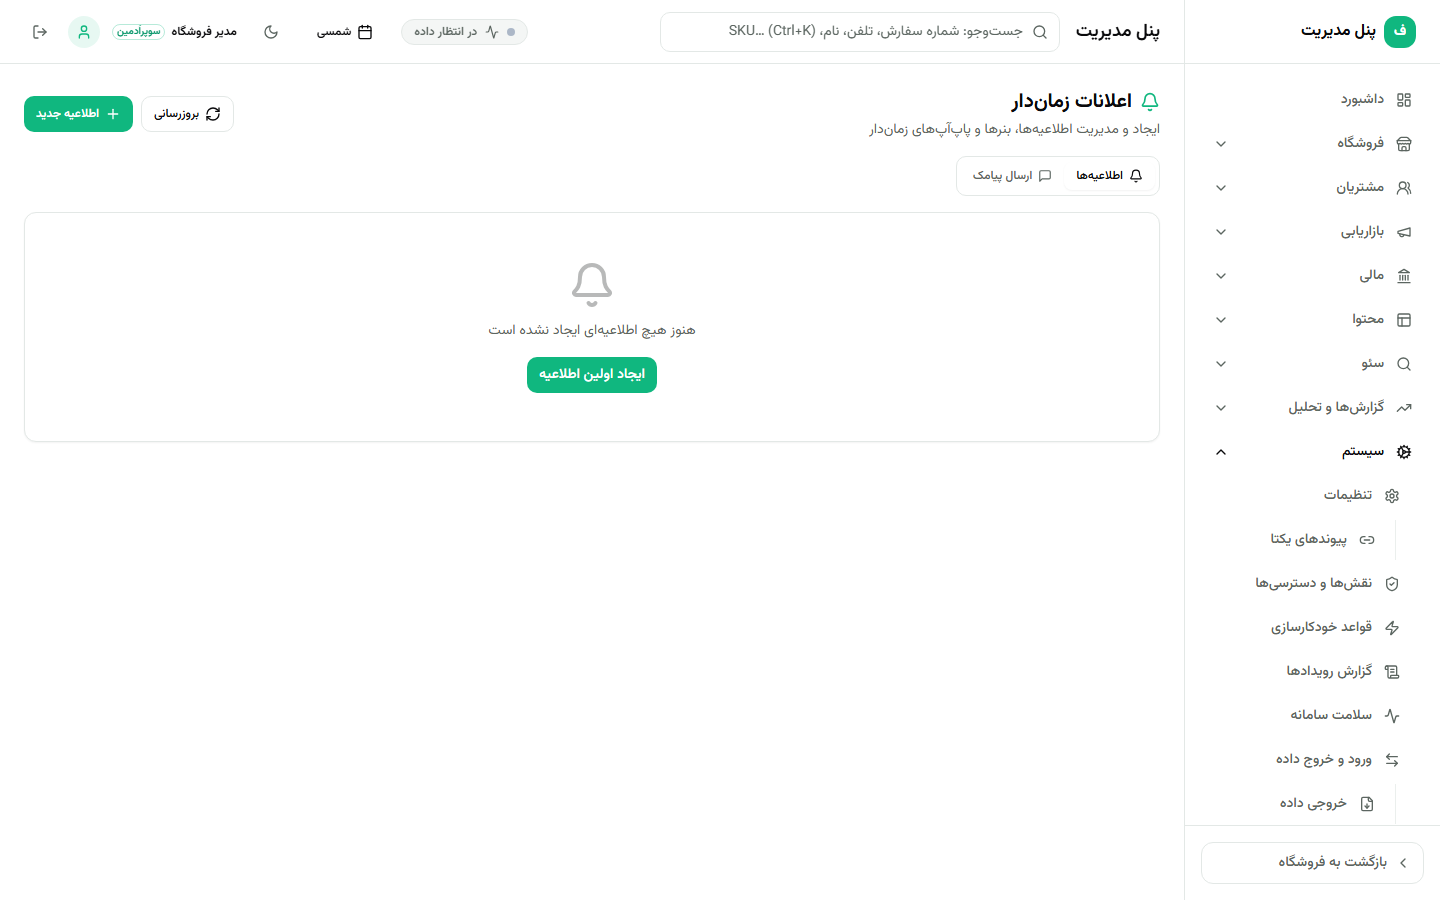 ف
پنل مدیریت
پنل مدیریت
جست‌وجو: شماره سفارش، تلفن، نام، SKU... (Ctrl+K)
در انتظار داده
شمسی
مدیر فروشگاه
سوپرادمین
داشبورد
فروشگاه
مشتریان
بازاریابی
مالی
محتوا
سئو
گزارش‌ها و تحلیل
سیستم
تنظیمات
پیوندهای یکتا
نقش‌ها و دسترسی‌ها
قواعد خودکارسازی
گزارش رویدادها
سلامت سامانه
ورود و خروج داده
خروجی داده
بازگشت به فروشگاه
اعلانات زمان‌دار
ایجاد و مدیریت اطلاعیه‌ها، بنرها و پاپ‌آپ‌های زمان‌دار
بروزرسانی
اطلاعیه جدید
اطلاعیه‌ها
ارسال پیامک
هنوز هیچ اطلاعیه‌ای ایجاد نشده است
ایجاد اولین اطلاعیه